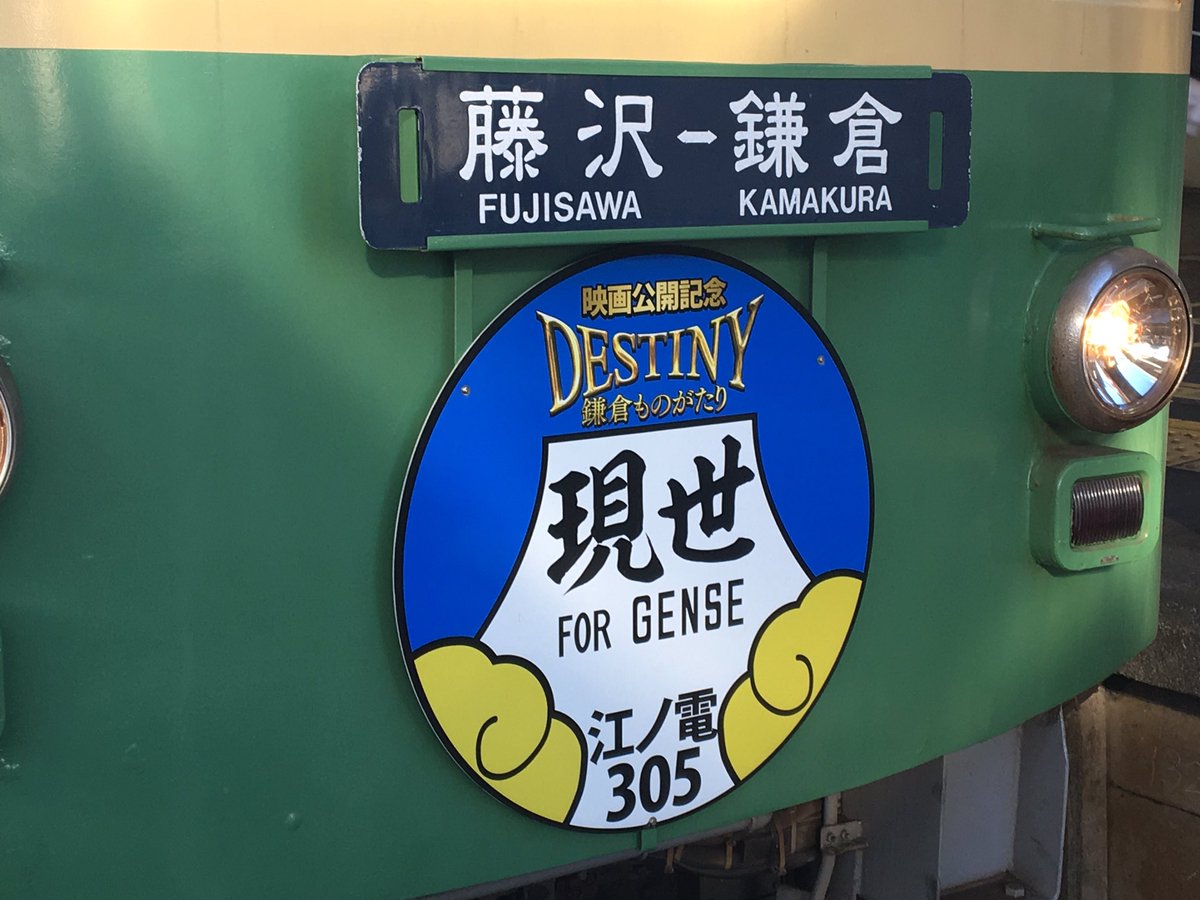 藤沢ー鎌倉
FUJISAWA KAMAKURA
映画公開記念
DESTINY
鎌倉ものがたり
現世
FOR GENSE
江ノ電
305